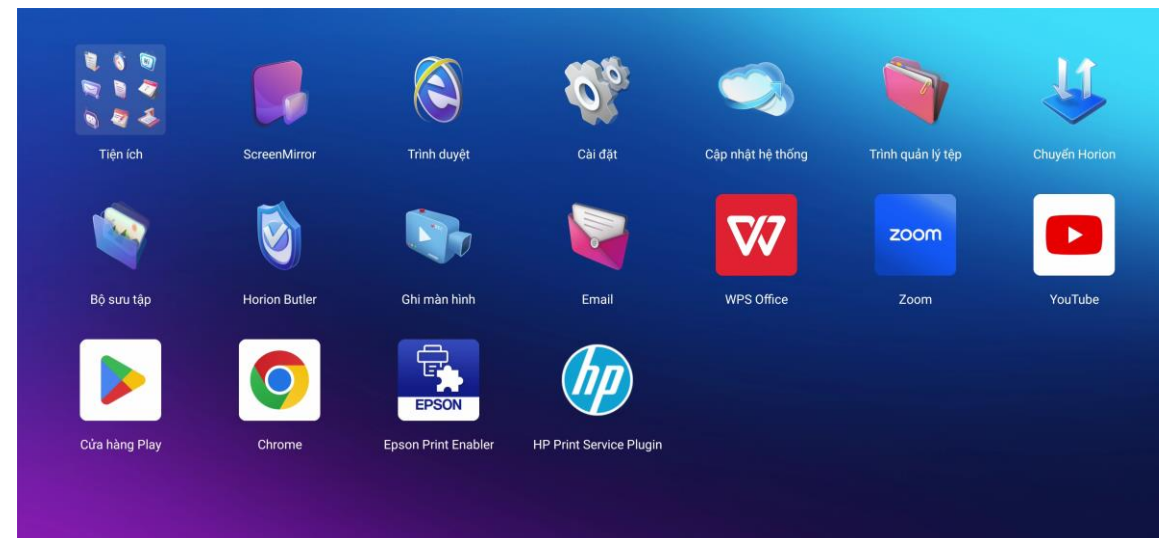 Tiện ích
ScreenMirror
Trình duyệt
Cài đặt
Cập nhật hệ thống
Trình quản lý tệp
Chuyển Horion
zoom
Bộ sưu tập
Horion Butler
Ghi màn hình
Email
WPS Office
Zoom
YouTube
EPSON
hp
Cửa hàng Play
Chrome
Epson Print Enabler
HP Print Service Plugin